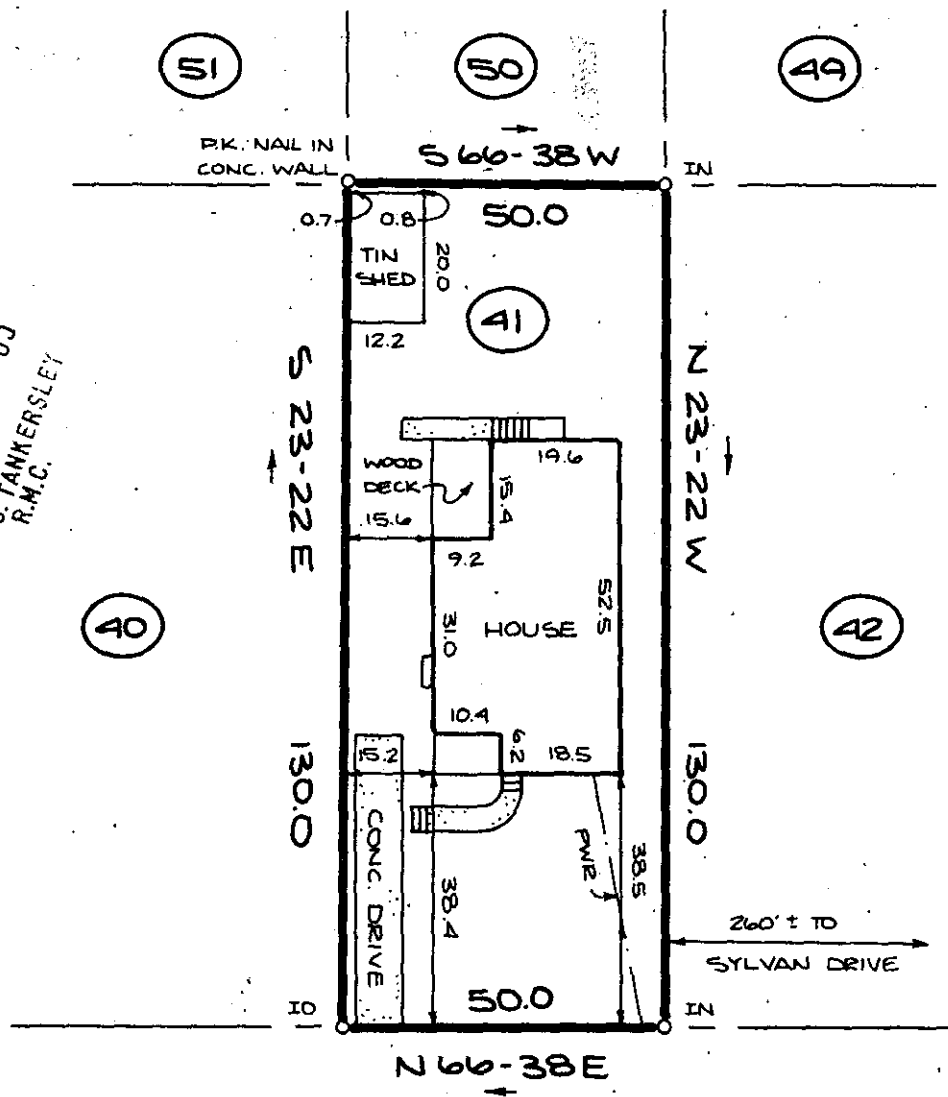 51
50
49
P.K. NAIL IN
CONC. WALL
S 66-38 W
IN
0.7
0.8
50.0
TIN
SHED
20.0
12.2
41
TANKERSLEY
R.M.C.
S 23-22 E
N 23-22 W
19.6
WOOD
DECK
15.4
15.6
9.2
52.5
40
31.0
HOUSE
42
10.4
6.2
18.5
15.2
130.0
130.0
CONC. DRIVE
PWR
38.5
38.4
260' ± TO
SYLVAN DRIVE
IO
50.0
IN
N 66-38 E